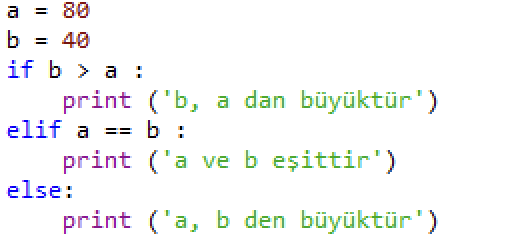 a = 80
b = 40
if b > a :
    print ('b, a dan büyüktür')
elif a == b :
    print ('a ve b eşittir')
else:
    print ('a, b den büyüktür')